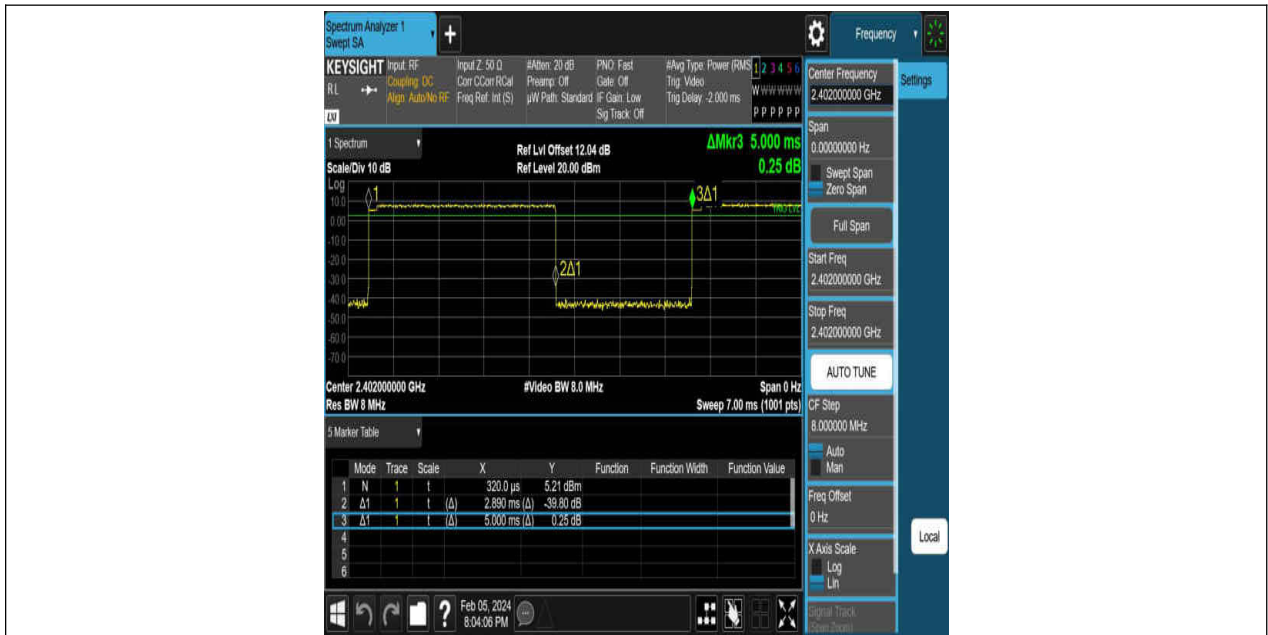 Spectrum Analyzer 1
Swept SA
Frequency
KEYSIGHT
RL
LXI
Input: RF
Coupling: DC
Align: Auto/No RF
Input Z: 50 Ω
Corr CCorr RCal
Freq Ref: Int (S)
#Atten: 20 dB
Preamp: Off
µW Path: Standard
PNO: Fast
Gate: Off
IF Gain: Low
Sig Track: Off
#Avg Type: Power (RMS
Trig: Video
Trig Delay: -2.000 ms
1 2 3 4 5 6
W W W W W W
P P P P P P
1 Spectrum
Scale/Div 10 dB
Ref Lvl Offset 12.04 dB
Ref Level 20.00 dBm
ΔMkr3 5.000 ms
0.25 dB
Log
10.0
0.00
-10.0
-20.0
-30.0
-40.0
-50.0
-60.0
-70.0
1
2Δ1
3Δ1
TRIG LVL
Center 2.402000000 GHz
#Video BW 8.0 MHz
Span 0 Hz
Res BW 8 MHz
Sweep 7.00 ms (1001 pts)
5 Marker Table
Mode Trace Scale X Y Function Function Width Function Value
1 N 1 t 320.0 µs 5.21 dBm
2 Δ1 1 t (Δ) 2.890 ms (Δ) -39.80 dB
3 Δ1 1 t (Δ) 5.000 ms (Δ) 0.25 dB
4
5
6
Feb 05, 2024
8:04:06 PM
Center Frequency
2.402000000 GHz
Span
0.00000000 Hz
Swept Span
Zero Span
Full Span
Start Freq
2.402000000 GHz
Stop Freq
2.402000000 GHz
AUTO TUNE
CF Step
8.000000 MHz
Auto
Man
Freq Offset
0 Hz
X Axis Scale
Log
Lin
Signal Track
(Span Zoom)
Settings
Local